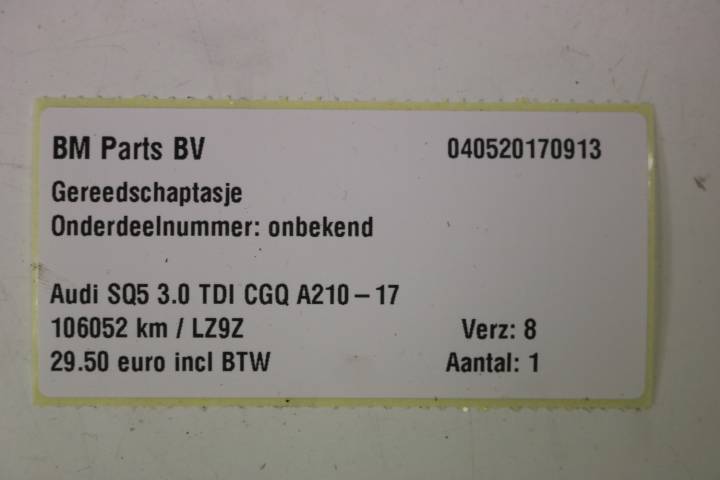 BM Parts BV 040520170913
Gereedschaptasje
Onderdeelnummer: onbekend
Audi SQ5 3.0 TDI CGQ A210 – 17
106052 km / LZ9Z Verz: 8
29.50 euro incl BTW Aantal: 1